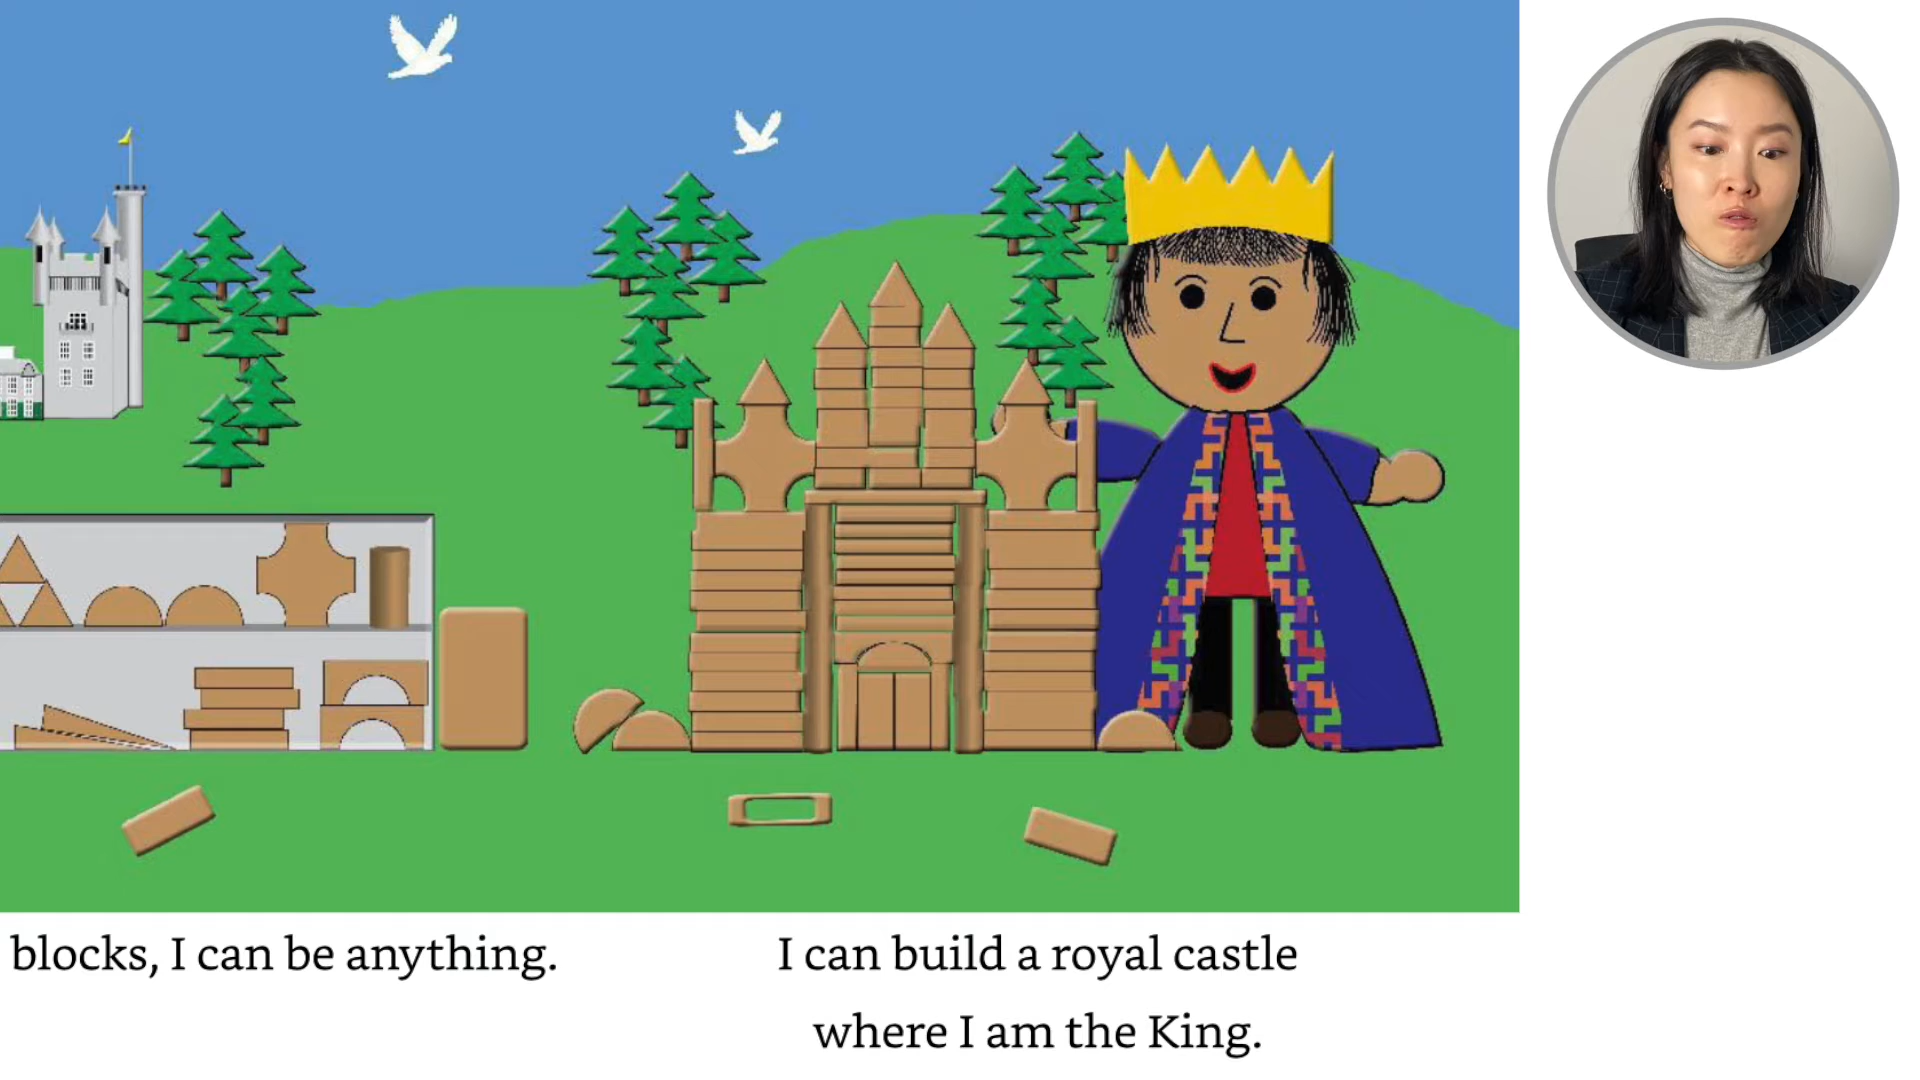 blocks, I can be anything.
I can build a royal castle
where I am the King.